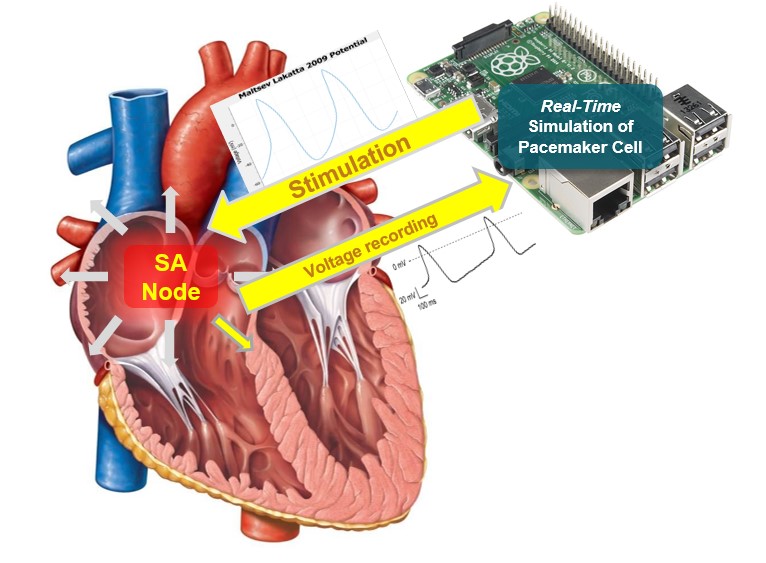 Maltsev Lakatta 2009 Potential
Real-Time
Simulation of
Pacemaker Cell
Stimulation
Voltage recording
0 mV
20 mV
100 ms
SA
Node